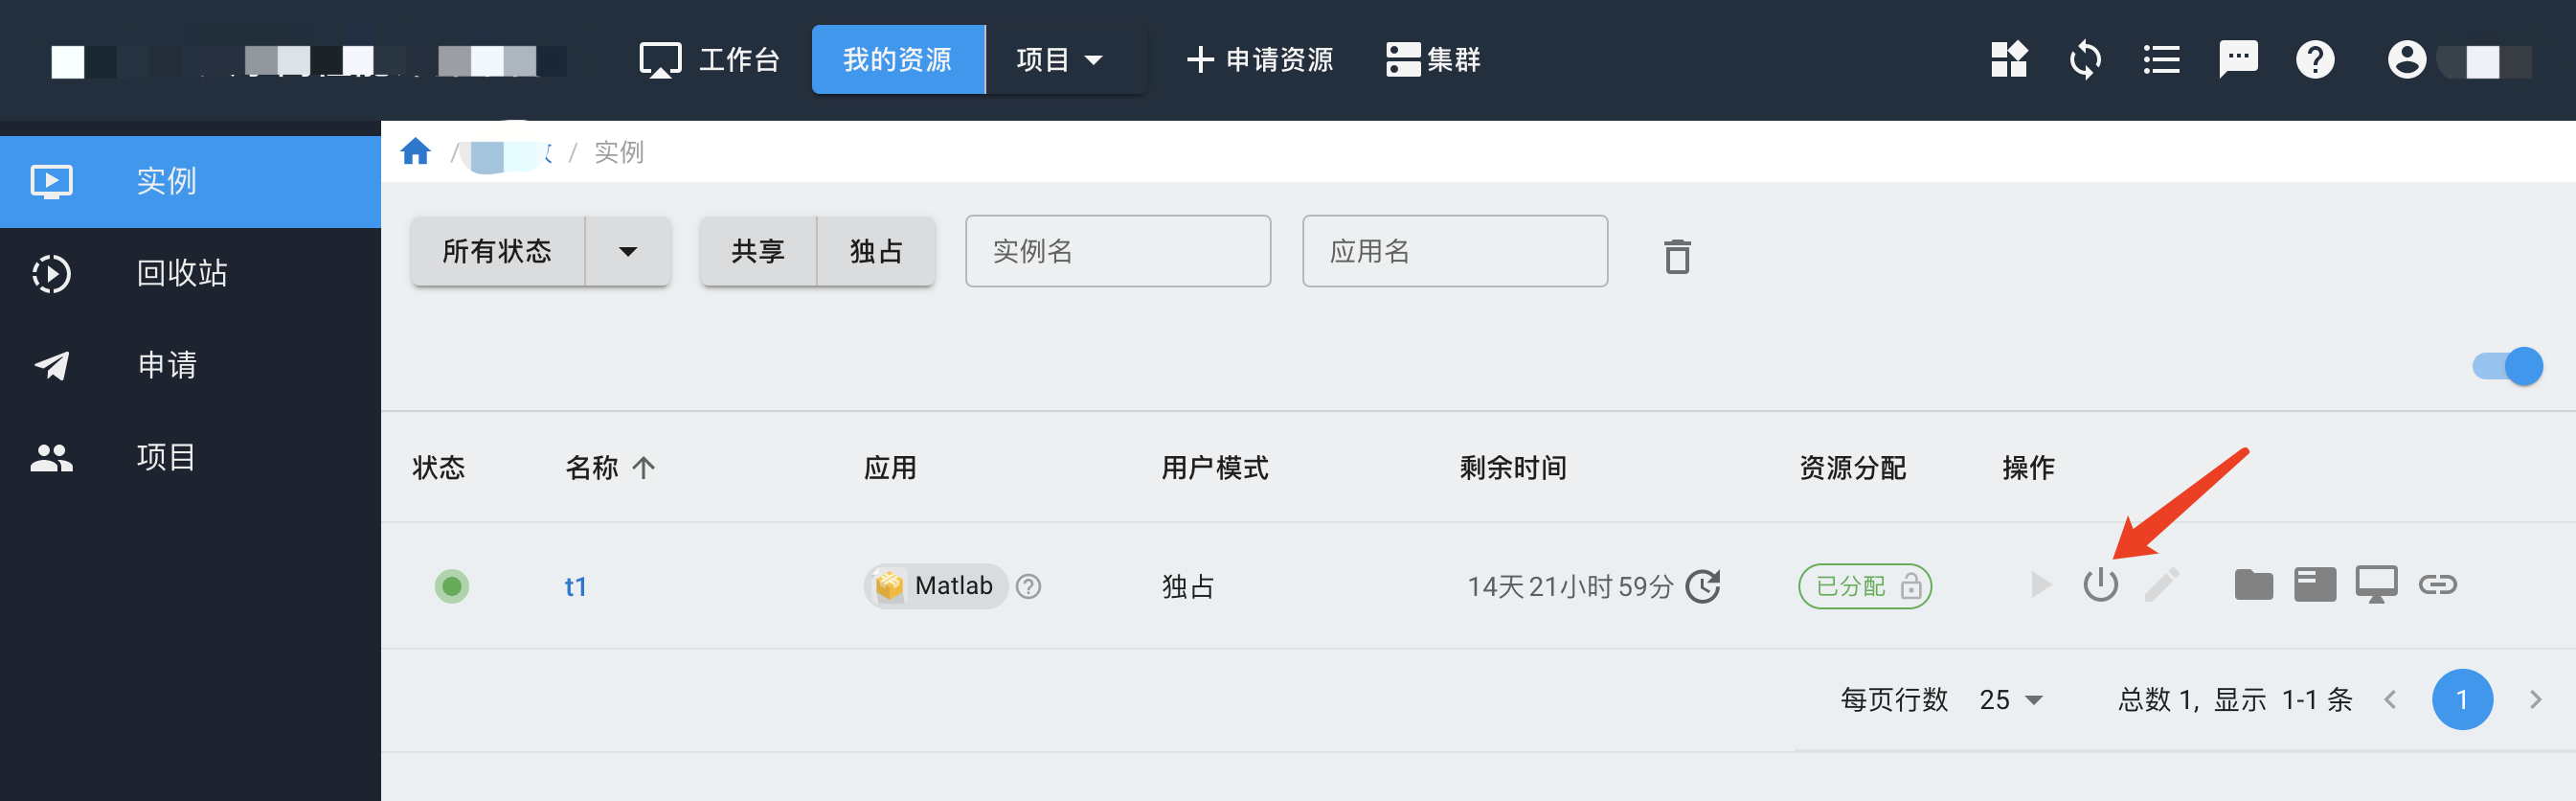 工作台 我的资源 项目 申请资源 集群
实例
回收站
申请
项目
/ / 实例
所有状态 共享 独占 实例名 应用名
状态 名称 应用 用户模式 剩余时间 资源分配 操作
t1 Matlab 独占 14天 21小时 59分 已分配
每页行数 25 总数 1, 显示 1-1 条 1